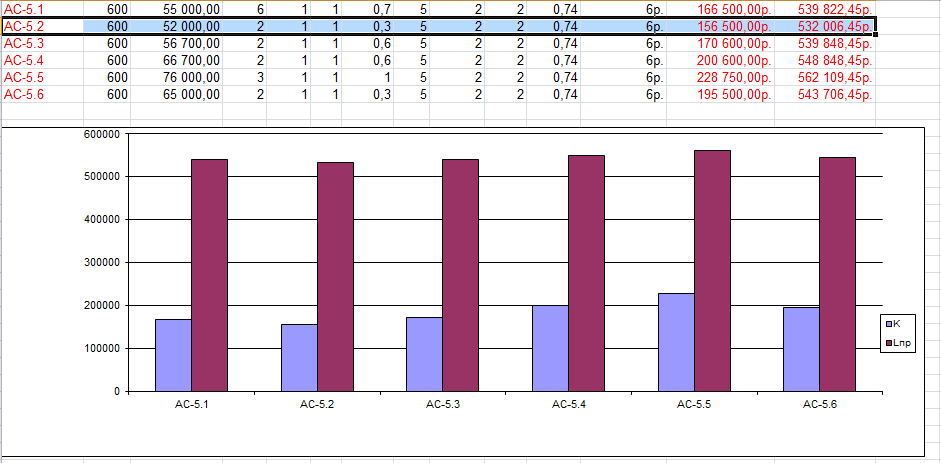 АС-5.1 600 55 000,00 6 1 1 0,7 5 2 2 0,74 6р. 166 500,00р. 539 822,45р.
АС-5.2 600 52 000,00 2 1 1 0,3 5 2 2 0,74 6р. 156 500,00р. 532 006,45р.
АС-5.3 600 56 700,00 2 1 1 0,6 5 2 2 0,74 6р. 170 600,00р. 539 848,45р.
АС-5.4 600 66 700,00 2 1 1 0,6 5 2 2 0,74 6р. 200 600,00р. 548 848,45р.
АС-5.5 600 76 000,00 3 1 1 1 5 2 2 0,74 6р. 228 750,00р. 562 109,45р.
АС-5.6 600 65 000,00 2 1 1 0,3 5 2 2 0,74 6р. 195 500,00р. 543 706,45р.
600000
500000
400000
300000
200000
100000
0
АС-5.1 АС-5.2 АС-5.3 АС-5.4 АС-5.5 АС-5.6
К
Lпр